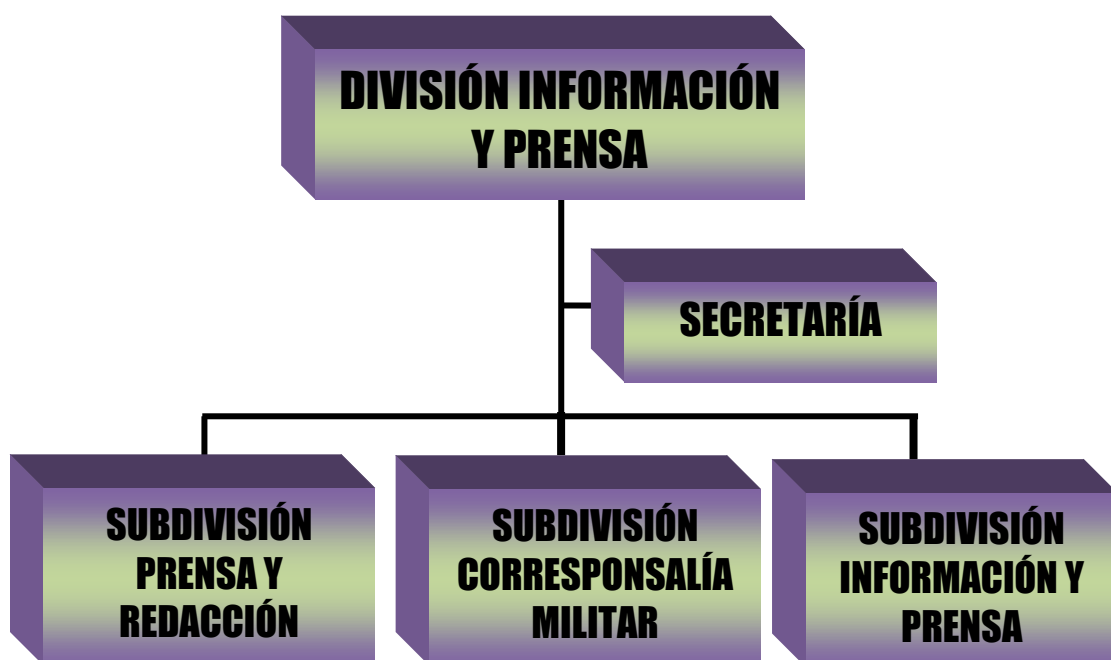 DIVISIÓN INFORMACIÓN
Y PRENSA
SECRETARÍA
SUBDIVISIÓN
PRENSA Y
REDACCIÓN
SUBDIVISIÓN
CORRESPONSALÍA
MILITAR
SUBDIVISIÓN
INFORMACIÓN Y
PRENSA